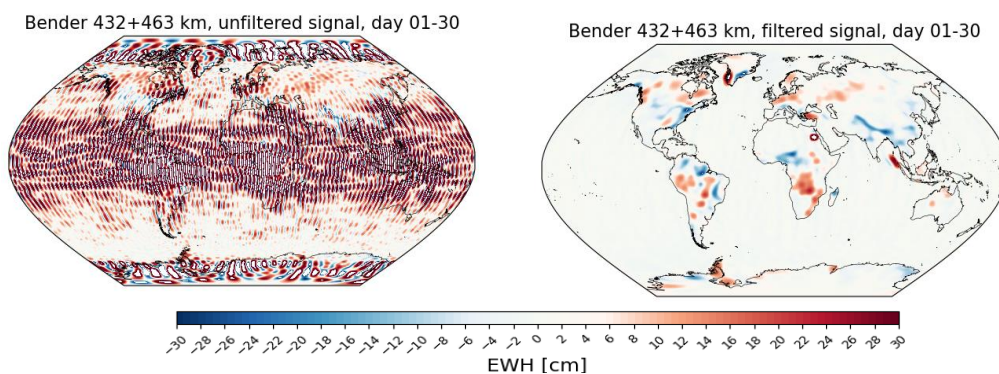 Bender 432+463 km, unfiltered signal, day 01-30
Bender 432+463 km, filtered signal, day 01-30
−30 −28 −26 −24 −22 −20 −18 −16 −14 −12 −10 −8 −6 −4 −2 0 2 4 6 8 10 12 14 16 18 20 22 24 26 28 30
EWH [cm]